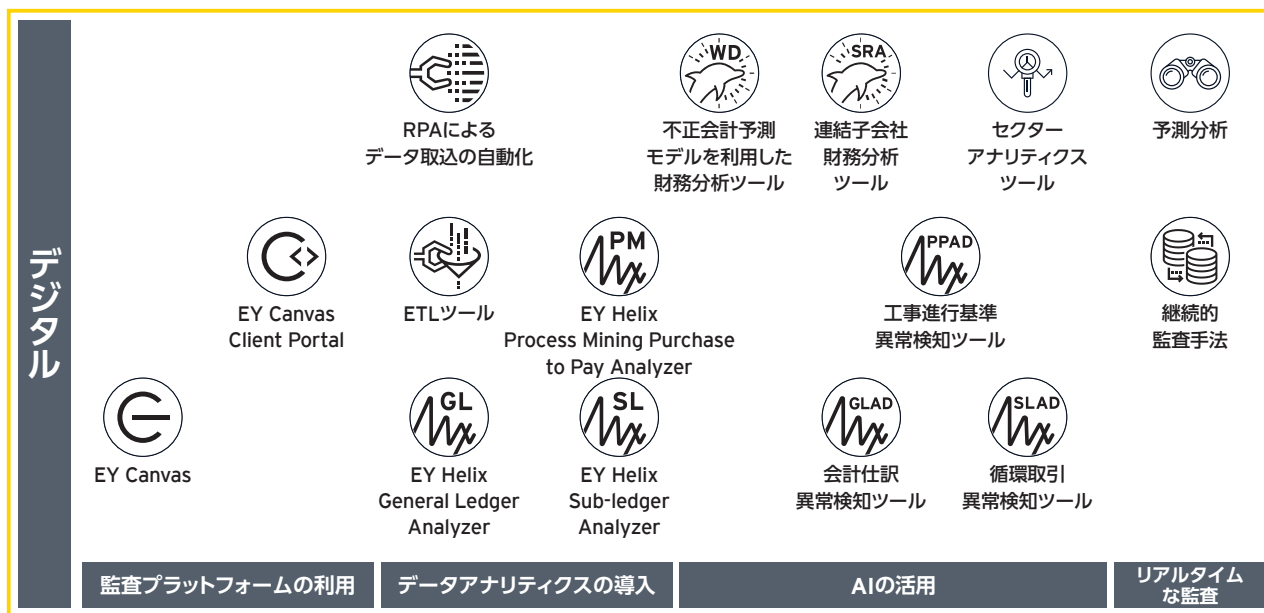 デジタル
RPAによる
データ取込の自動化
WD
不正会計予測
モデルを利用した
財務分析ツール
SRA
連結子会社
財務分析
ツール
セクター
アナリティクス
ツール
予測分析
EY Canvas
Client Portal
ETLツール
PM
EY Helix
Process Mining Purchase
to Pay Analyzer
PPAD
工事進行基準
異常検知ツール
継続的
監査手法
EY Canvas
GL
EY Helix
General Ledger
Analyzer
SL
EY Helix
Sub-ledger
Analyzer
GLAD
会計仕訳
異常検知ツール
SLAD
循環取引
異常検知ツール
監査プラットフォームの利用
データアナリティクスの導入
AIの活用
リアルタイム
な監査